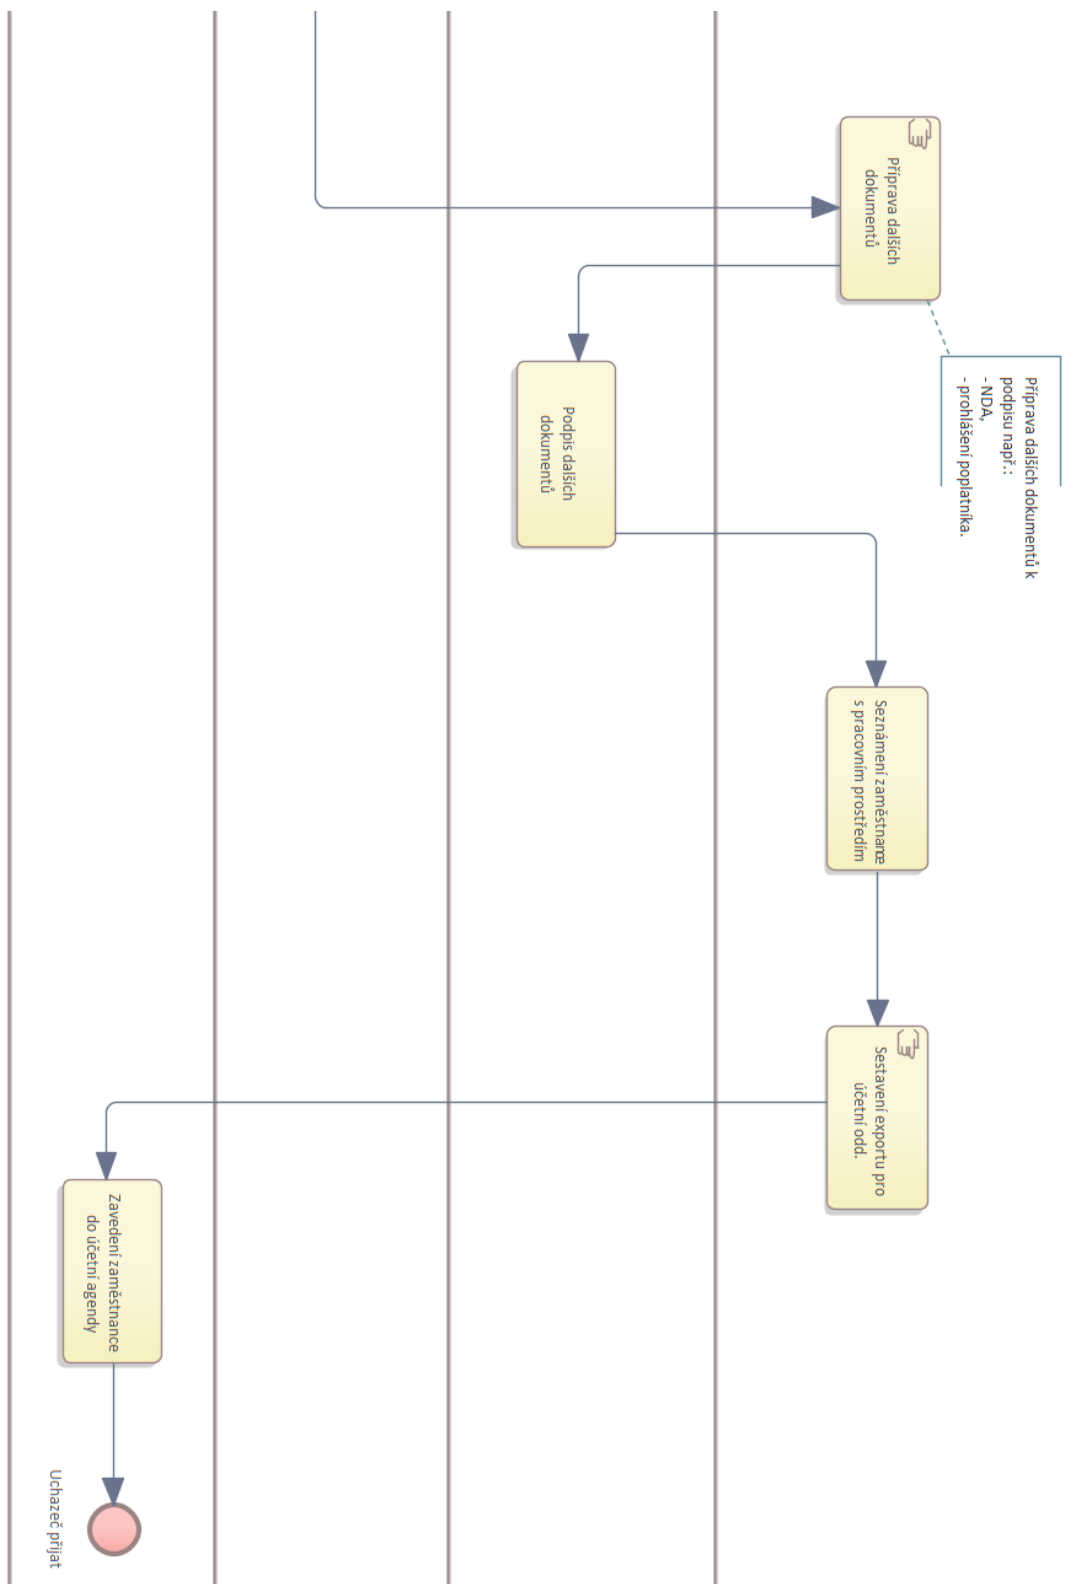 Příprava dalších
dokumentů
Příprava dalších dokumentů k
podpisu např.:
- NDA,
- prohlášení poplatníka.
Podpis dalších
dokumentů
Seznámení zaměstnance
s pracovním prostředím
Sestavení exportu pro
účetní odd.
Zavedení zaměstnance
do účetní agendy
Uchazeč přijat